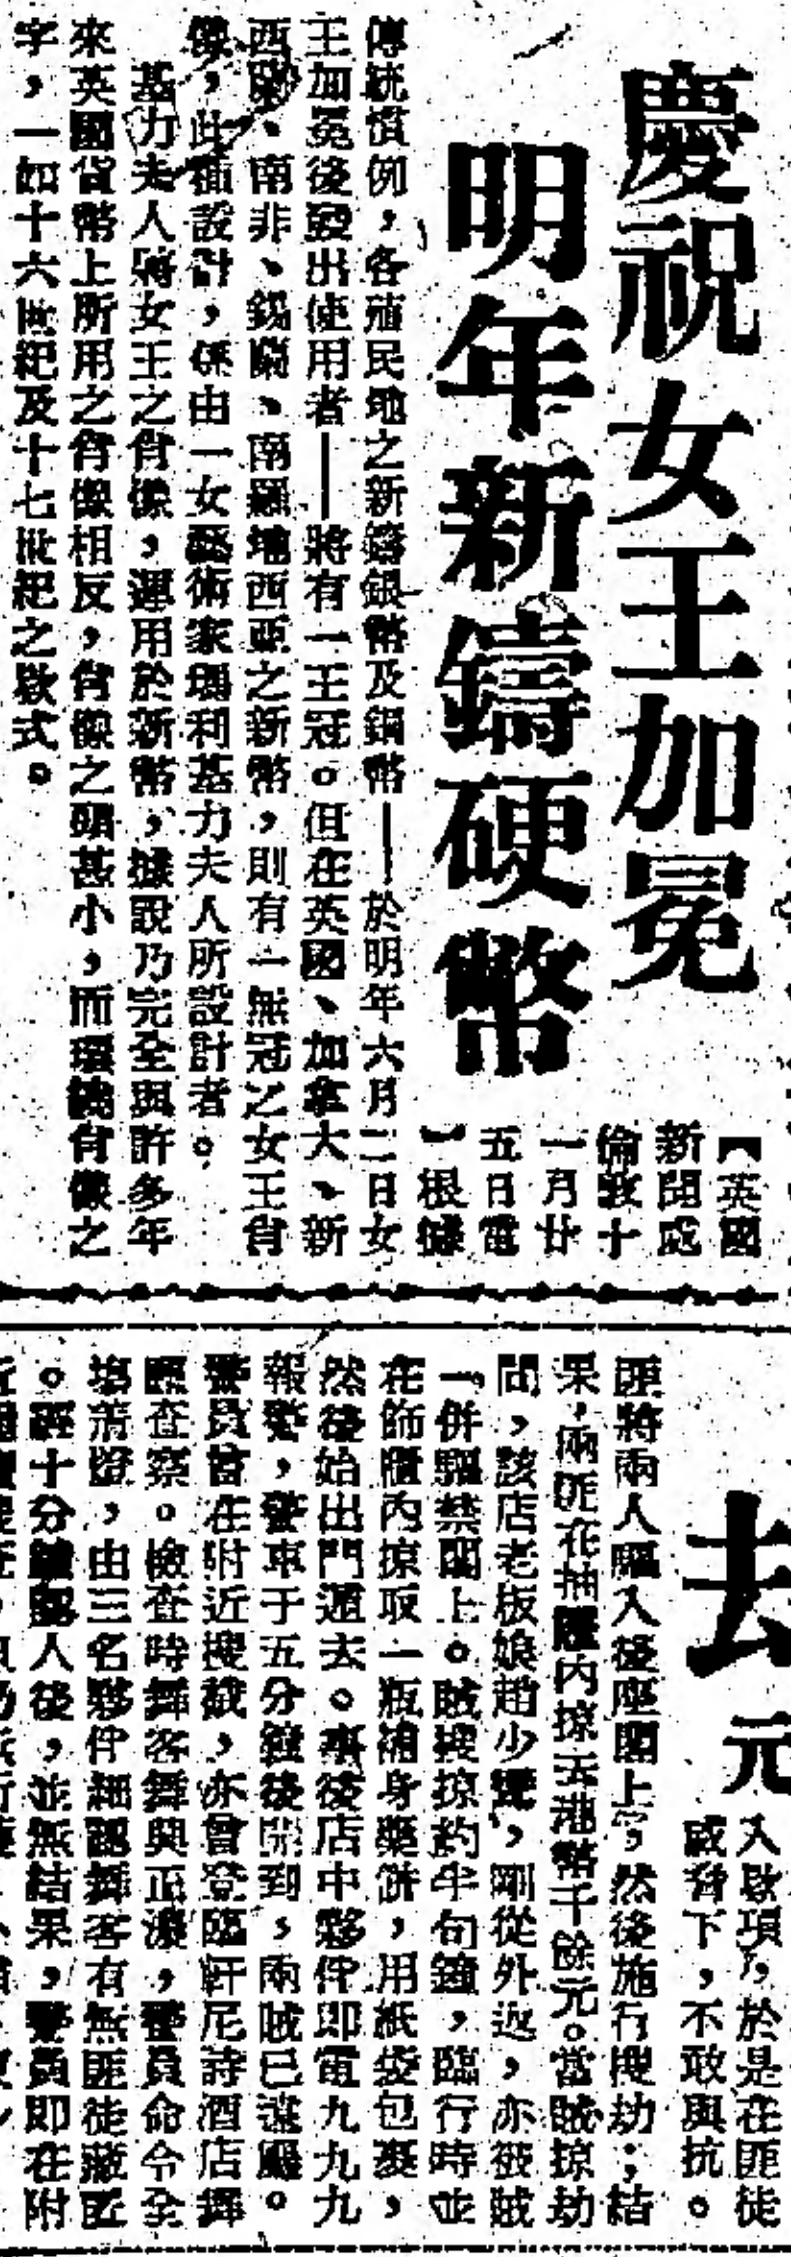 慶祝女王加冕
明年新鑄硬幣
【英國
新聞處
倫敦十
一月廿
五日電
】根據
傳統慣例，各殖民地之新鑄銀幣及銅幣——於明年六月二日女
王加冕後發出使用者——將有一王冠。但在英國、加拿大、新
西蘭、南非、錫蘭、南羅地西亞之新幣，則有一無冠之女王肖
像，此種設計，係由一女藝術家瑪利基力夫人所設計者。
基力夫人將女王之肖像，運用於新幣，據說乃完全與許多年
來英國貨幣上所用之肖像相反，肖像之頭甚小，而環繞肖像之
字，一如十六世紀及十七世紀之款式。
去
元
入款項，於是在匪徒
威脅下，不敢與抗。
匪將兩人驅入後座閣上，然後施行搜劫；結
果，兩匪在抽屜內掠去港幣千餘元。當賊掠劫
間，該店老板娘趙少，剛從外返，亦被賊
一併驅禁閣上。賊搜掠約半句鐘，臨行時並
在飾櫃內掠取一瓶補身藥餅，用紙袋包裹，
然後始出門遁去。事後店中夥伴即電九九九
報警，警車于五分鐘後開到，兩賊已遠颺。
警員曾在附近搜截，亦曾登臨軒尼詩酒店舞
廳查察。檢查時舞客舞興正濃，警員命令全
場着燈，由三名夥伴細認舞客有無匪徒藏匿
。經十分鐘認人後，並無結果，警員即在附